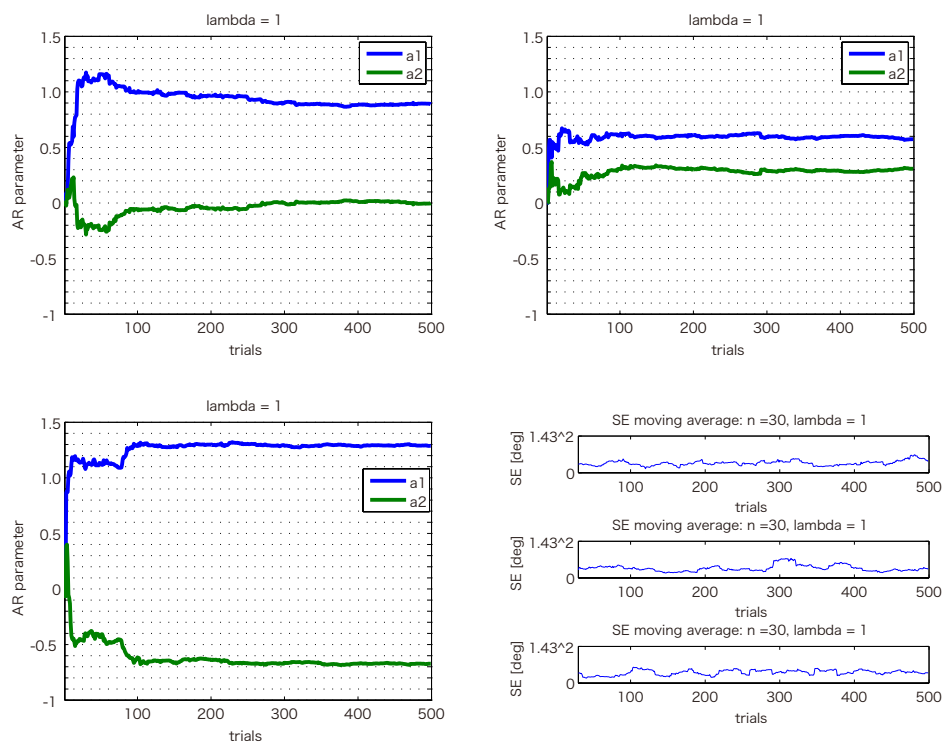 lambda = 1
1.5
1.0
0.5
0
-0.5
-1
AR parameter
a1
a2
100 200 300 400 500
trials
lambda = 1
1.5
1.0
0.5
0
-0.5
-1
AR parameter
a1
a2
100 200 300 400 500
trials
lambda = 1
1.5
1.0
0.5
0
-0.5
-1
AR parameter
a1
a2
100 200 300 400 500
trials
SE moving average: n =30, lambda = 1
1.43^2
0
SE [deg]
100 200 300 400 500
trials
SE moving average: n =30, lambda = 1
1.43^2
0
SE [deg]
100 200 300 400 500
trials
SE moving average: n =30, lambda = 1
1.43^2
0
SE [deg]
100 200 300 400 500
trials